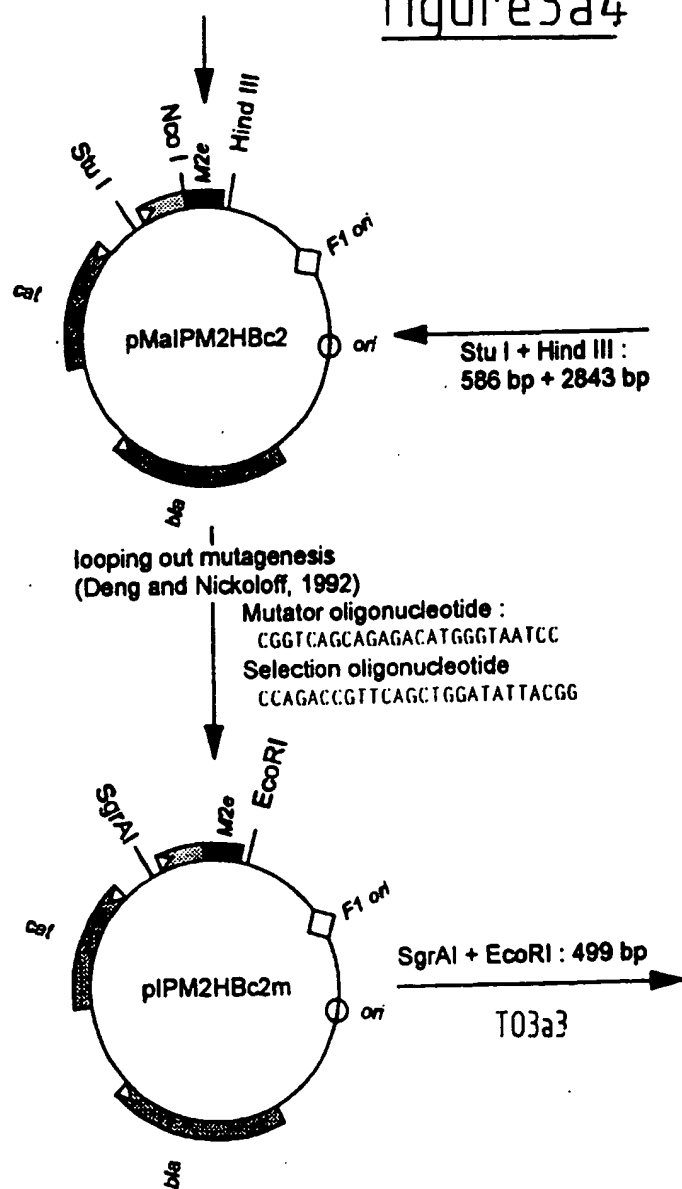 figure3a4
Hind III
M2e
Nco I
Stu I
F1 ori
cat
pMaIPM2HBc2
ori
Stu I + Hind III :
586 bp + 2843 bp
bla
looping out mutagenesis
(Deng and Nickoloff, 1992)
Mutator oligonucleotide :
CGGTCAGCAGAGACATGGGTAATCC
Selection oligonucleotide
CCAGACCGTTCAGCTGGATATTACGG
EcoRI
M2e
SgrAI
F1 ori
cat
SgrAI + EcoRI : 499 bp
pIPM2HBc2m
ori
TO3a3
bla